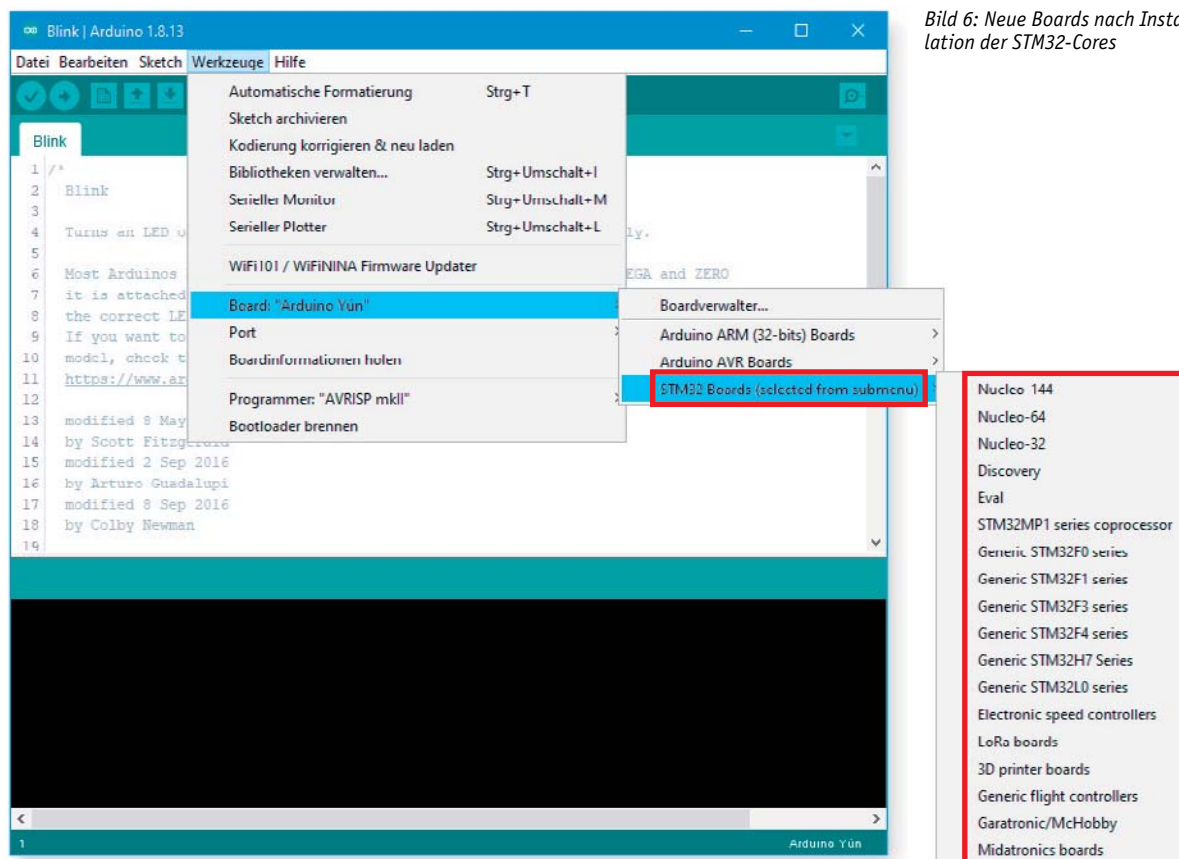 Bild 6: Neue Boards nach Insta
lation der STM32-Cores
Blink | Arduino 1.8.13
Datei Bearbeiten Sketch Werkzeuge Hilfe
Blink
Automatische Formatierung Strg+T
Sketch archivieren
Kodierung korrigieren & neu laden
Bibliotheken verwalten... Strg+Umschalt+I
Serieller Monitor Strg+Umschalt+M
Serieller Plotter Strg+Umschalt+L
WiFi101 / WiFiNINA Firmware Updater
Board: "Arduino Yún"
Port
Boardinformationen holen
Programmer: "AVRISP mkII"
Bootloader brennen
Boardverwalter...
Arduino ARM (32-bits) Boards
Arduino AVR Boards
STM32 Boards (selected from submenu)
Nucleo 144
Nucleo-64
Nucleo-32
Discovery
Eval
STM32MP1 series coprocessor
Generic STM32F0 series
Generic STM32F1 series
Generic STM32F3 series
Generic STM32F4 series
Generic STM32H7 Series
Generic STM32L0 series
Electronic speed controllers
LoRa boards
3D printer boards
Generic flight controllers
Garatronic/McHobby
Midatronics boards
1 /*
2 Blink
3
4 Turns an LED o ly.
5
6 Most Arduinos EGA and ZERO
7 it is attached
8 the correct LE
9 If you want to
10 model, check t
11 https://www.ar
12
13 modified 8 May
14 by Scott Fitzgerald
15 modified 2 Sep 2016
16 by Arturo Guadalupi
17 modified 8 Sep 2016
18 by Colby Newman
19
1 Arduino Yún